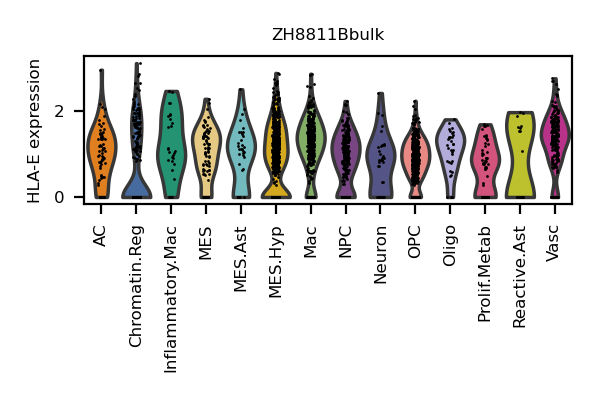 ZH8811Bbulk
HLA-E expression
2
0
AC
Chromatin.Reg
Inflammatory.Mac
MES
MES.Ast
MES.Hyp
Mac
NPC
Neuron
OPC
Oligo
Prolif.Metab
Reactive.Ast
Vasc